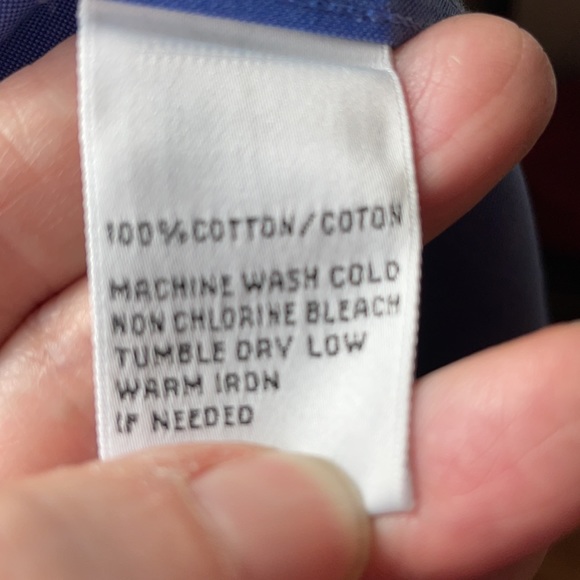 100% COTTON/COTON
MACHINE WASH COLD
NON CHLORINE BLEACH
TUMBLE DRY LOW
WARM IRON
IF NEEDED